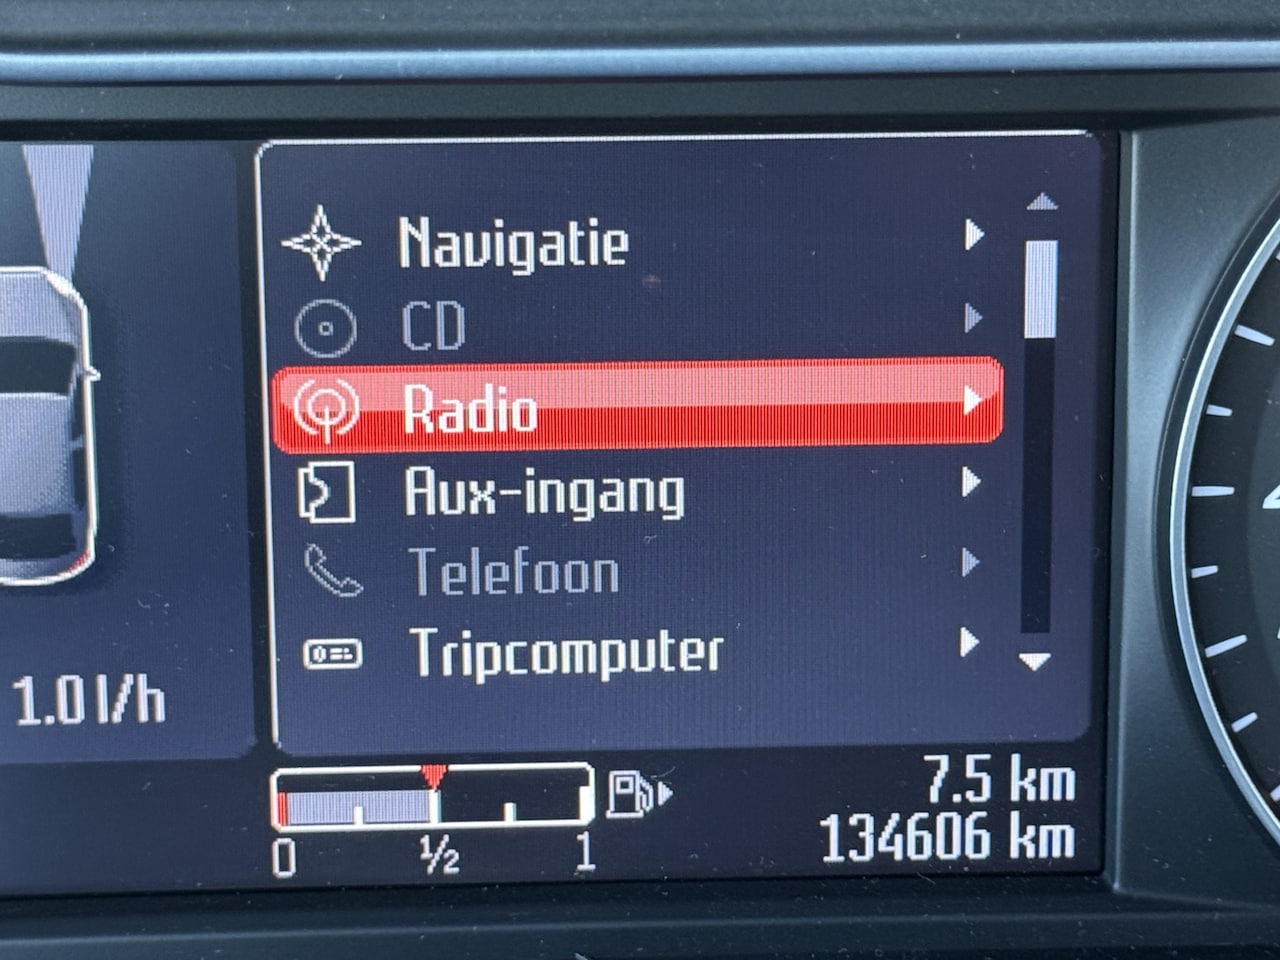 Navigatie
CD
Radio
Aux-ingang
Telefoon
Tripcomputer
1.0 l/h
0 ½ 1
7.5 km
134606 km